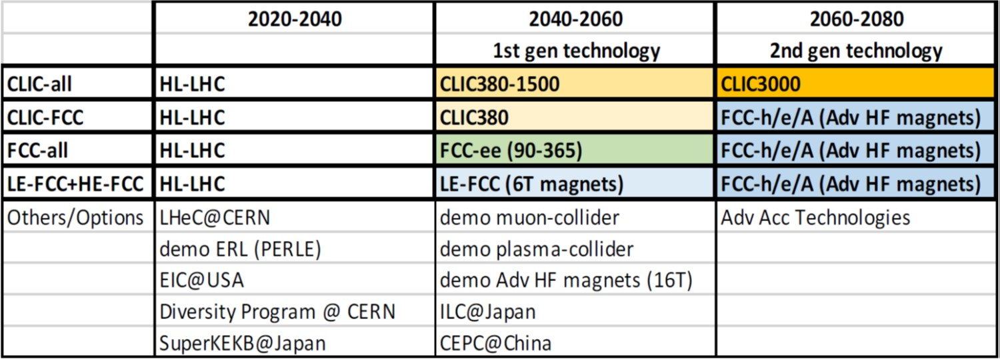 2020-2040 2040-2060 2060-2080
1st gen technology 2nd gen technology
CLIC-all HL-LHC CLIC380-1500 CLIC3000
CLIC-FCC HL-LHC CLIC380 FCC-h/e/A (Adv HF magnets)
FCC-all HL-LHC FCC-ee (90-365) FCC-h/e/A (Adv HF magnets)
LE-FCC+HE-FCC HL-LHC LE-FCC (6T magnets) FCC-h/e/A (Adv HF magnets)
Others/Options LHeC@CERN demo muon-collider Adv Acc Technologies
demo ERL (PERLE) demo plasma-collider
EIC@USA demo Adv HF magnets (16T)
Diversity Program @ CERN ILC@Japan
SuperKEKB@Japan CEPC@China